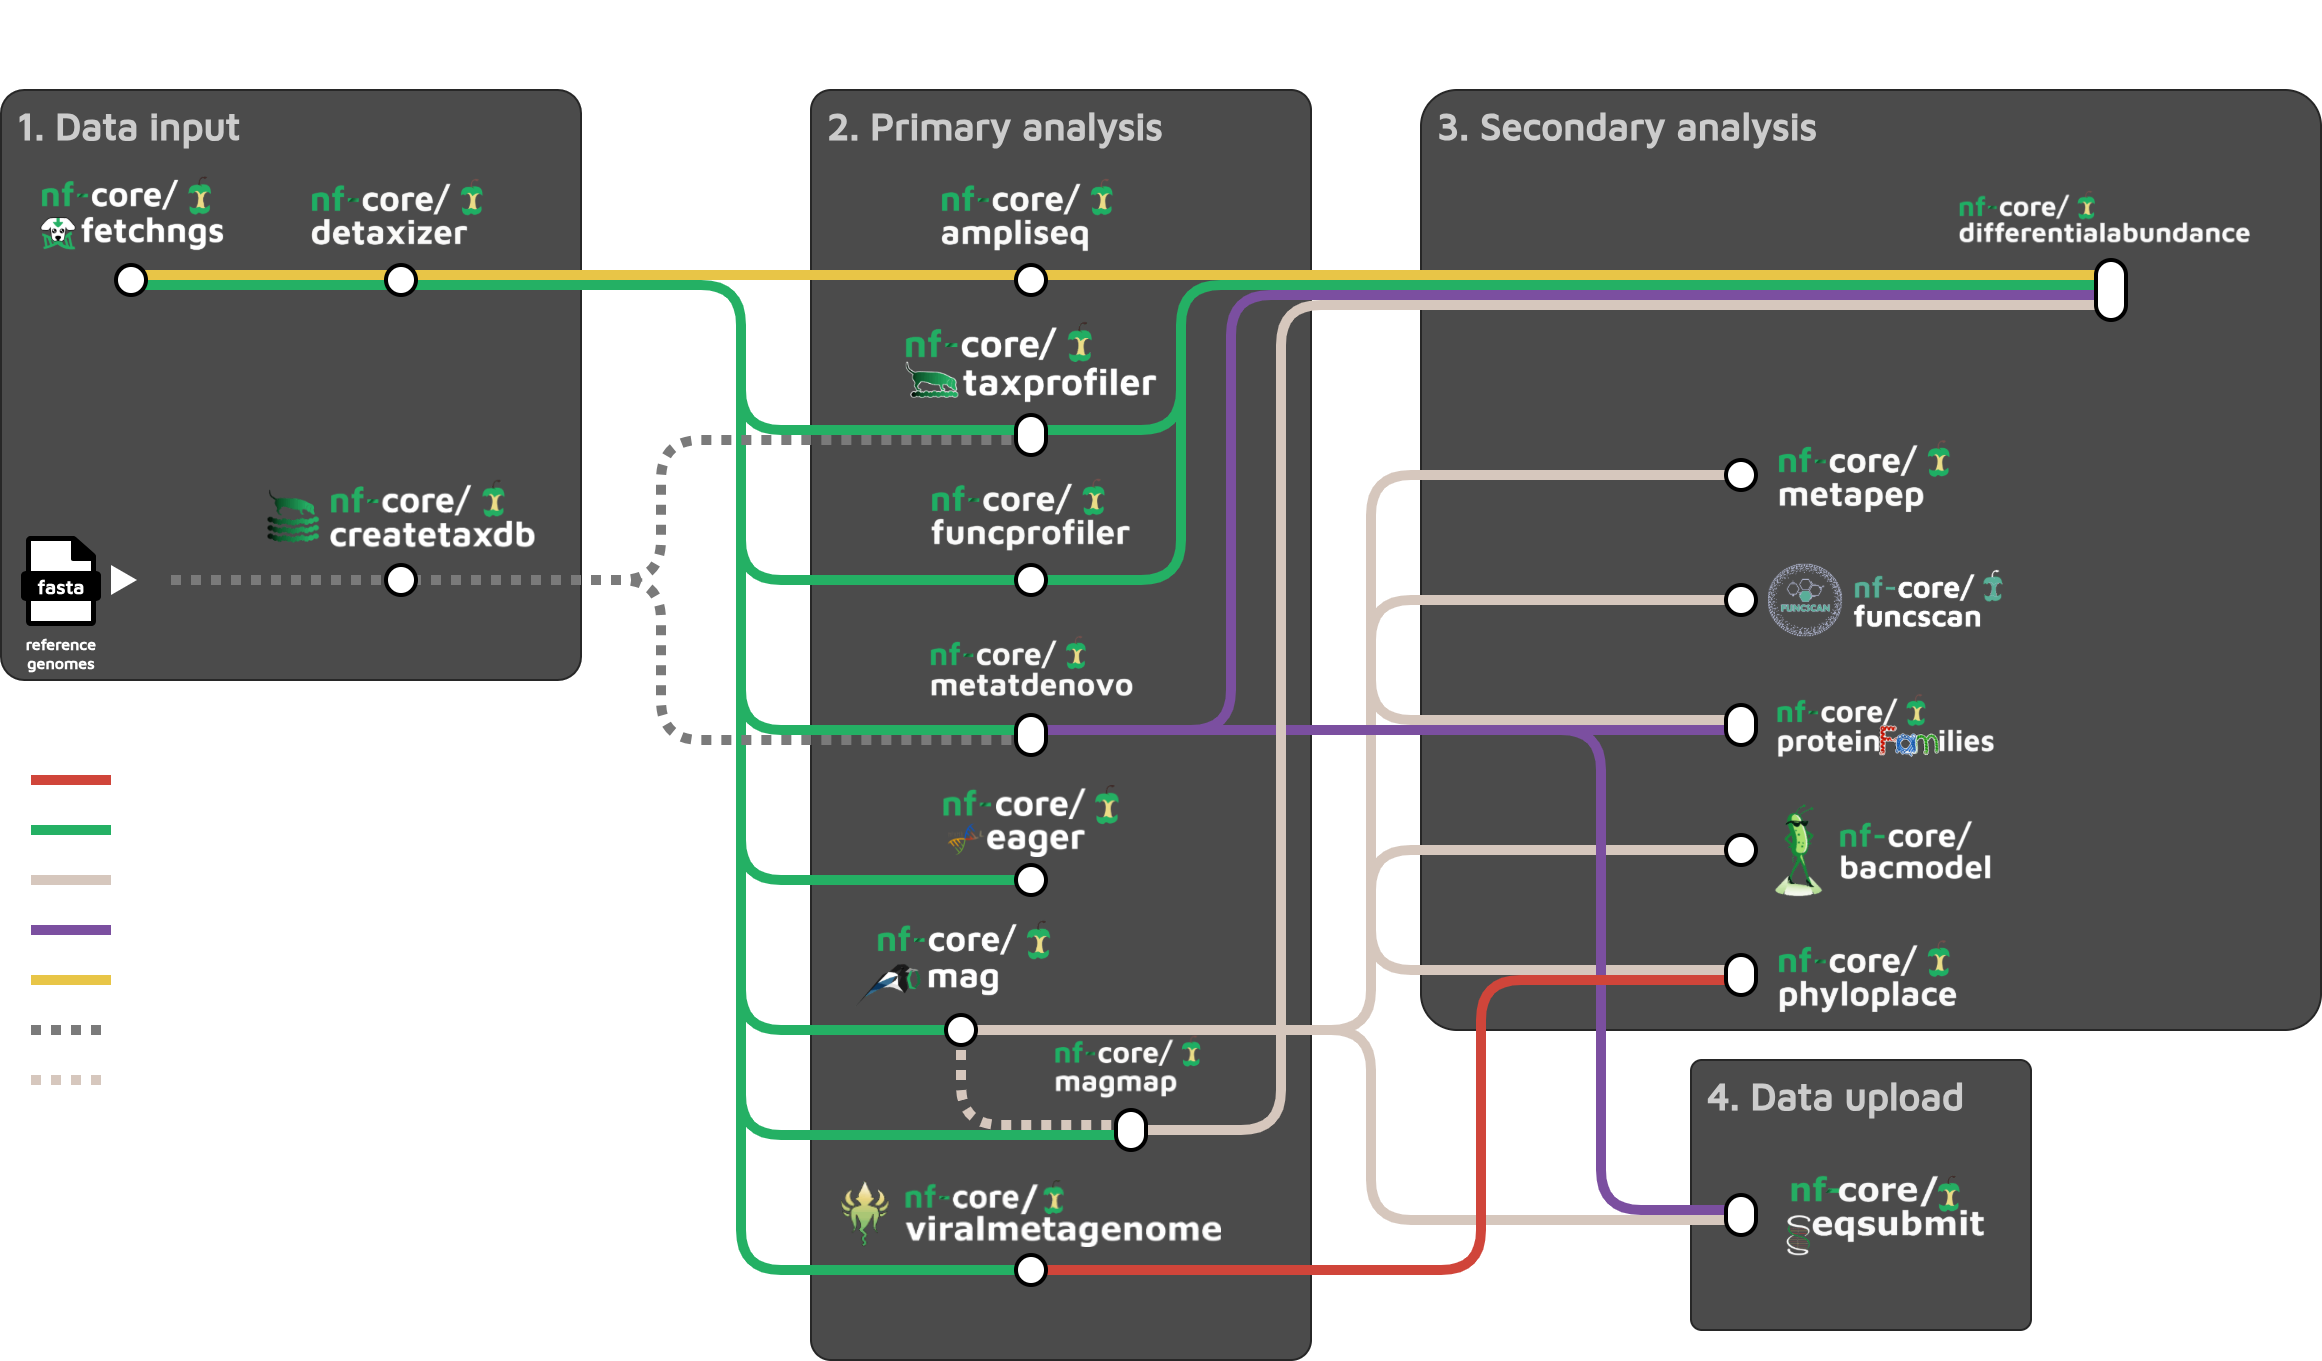 1. Data input
nf-core/
fetchngs
nf-core/
detaxizer
nf-core/
createtaxdb
fasta
reference
genomes
2. Primary analysis
nf-core/
ampliseq
nf-core/
taxprofiler
nf-core/
funcprofiler
nf-core/
metatdenovo
nf-core/
eager
nf-core/
mag
nf-core/
magmap
nf-core/
viralmetagenome
3. Secondary analysis
nf-core/
differentialabundance
nf-core/
metapep
FUNCSCAN
nf-core/
funcscan
nf-core/
proteinFamilies
nf-core/
bacmodel
nf-core/
phyloplace
4. Data upload
nf-core/
seqsubmit